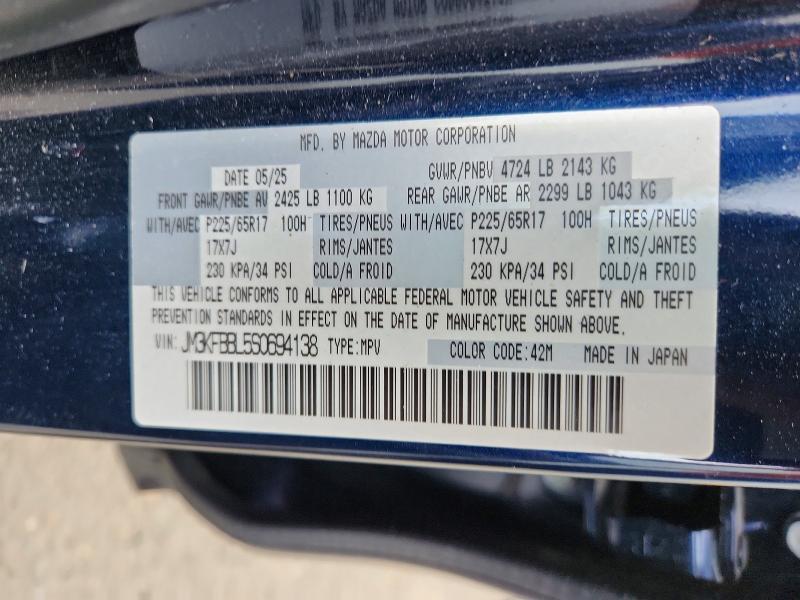 MFD. BY MAZDA MOTOR CORPORATION
DATE 05/25 GVWR/PNBV 4724 LB 2143 KG
FRONT GAWR/PNBE AV 2425 LB 1100 KG REAR GAWR/PNBE AR 2299 LB 1043 KG
WITH/AVEC P225/65R17 100H TIRES/PNEUS WITH/AVEC P225/65R17 100H TIRES/PNEUS
17X7J RIMS/JANTES 17X7J RIMS/JANTES
230 KPA/34 PSI COLD/A FROID 230 KPA/34 PSI COLD/A FROID
THIS VEHICLE CONFORMS TO ALL APPLICABLE FEDERAL MOTOR VEHICLE SAFETY AND THEFT
PREVENTION STANDARDS IN EFFECT ON THE DATE OF MANUFACTURE SHOWN ABOVE.
VIN: JM3KFBBL5S0694138 TYPE:MPV COLOR CODE:42M MADE IN JAPAN